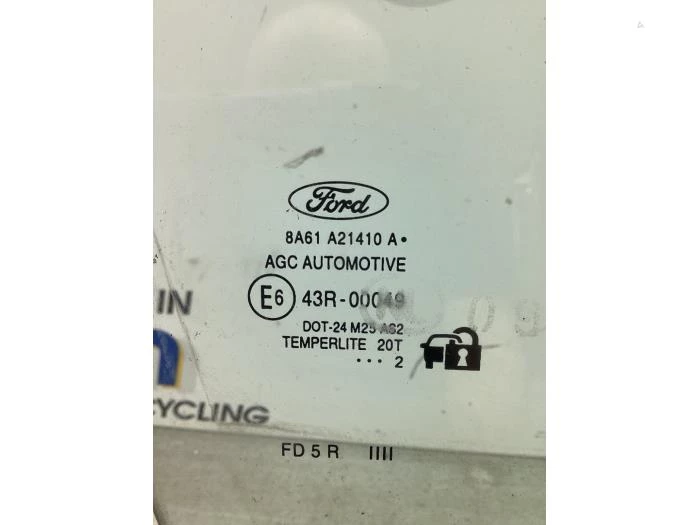 Ford
8A61 A21410 A•
AGC AUTOMOTIVE
E6 43R-00049
DOT-24 M25 AS2
TEMPERLITE 20T
••• 2
IN
CYCLING
FD 5 R IIII